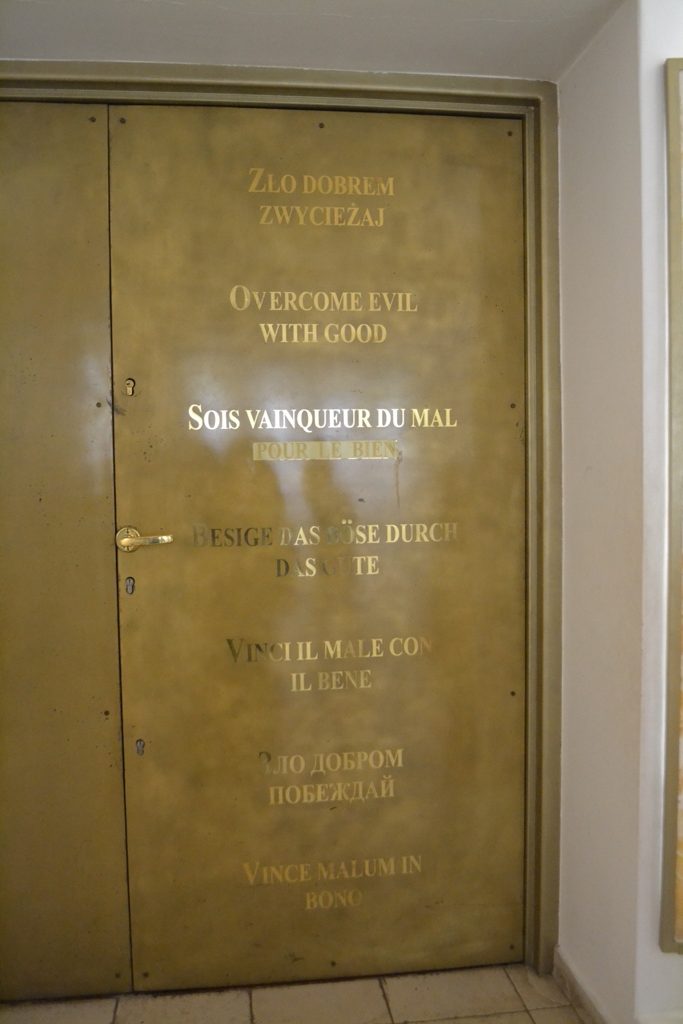 ZŁO DOBREM
ZWYCIEŻAJ
OVERCOME EVIL
WITH GOOD
SOIS VAINQUEUR DU MAL
POUR LE BIEN
BESIGE DAS BÖSE DURCH
DAS GUTE
VINCI IL MALE CON
IL BENE
ЗЛО ДОБРОМ
ПОБЕЖДАЙ
VINCE MALUM IN
BONO